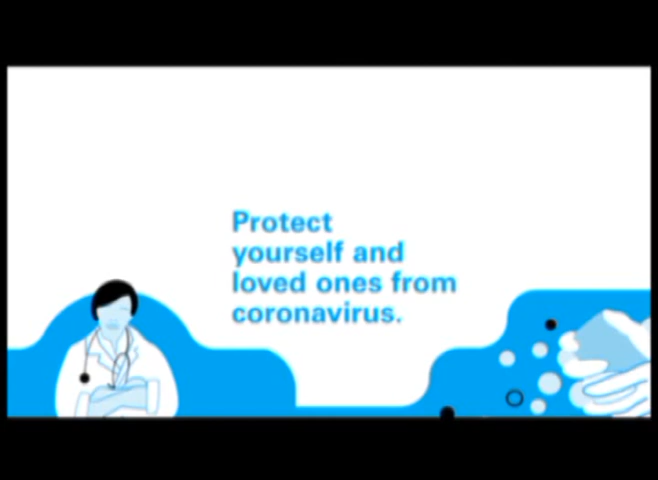 Protect
yourself and
loved ones from
coronavirus.